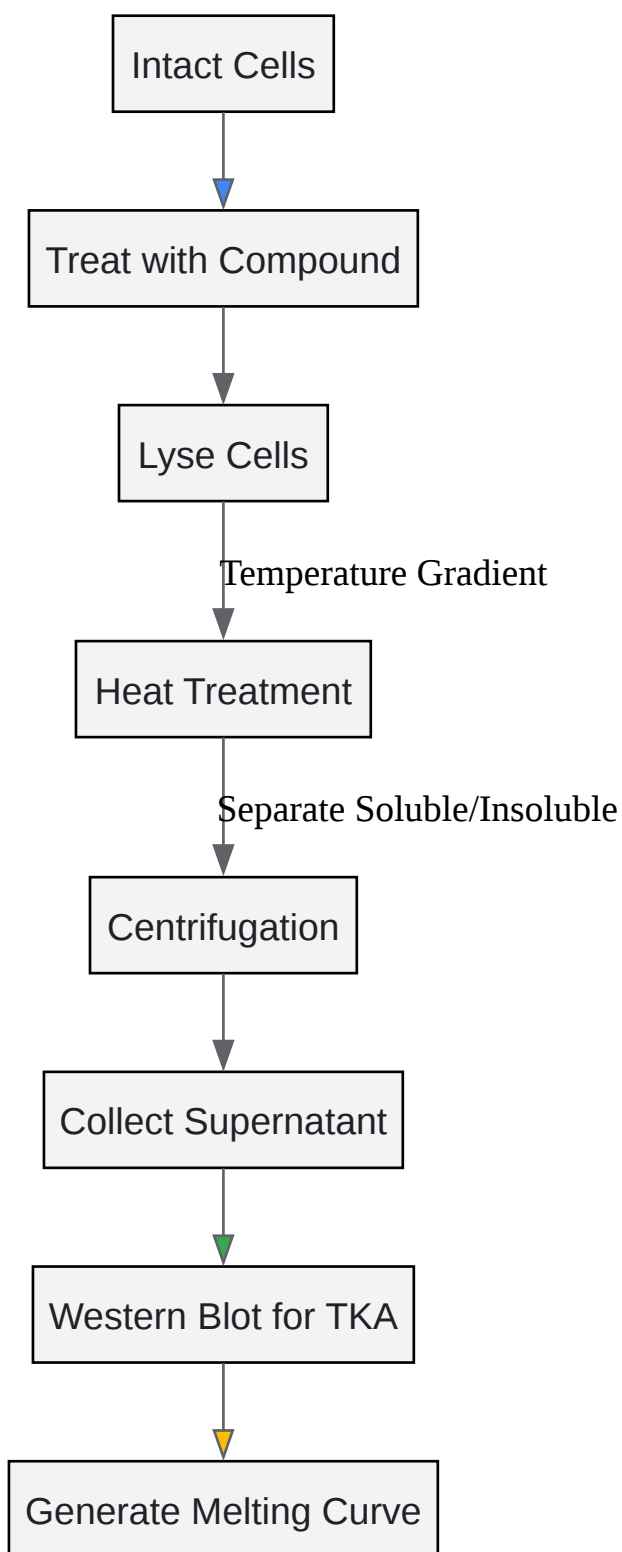 Intact Cells
Treat with Compound
Lyse Cells
Temperature Gradient
Heat Treatment
Separate Soluble/Insoluble
Centrifugation
Collect Supernatant
Western Blot for TKA
Generate Melting Curve